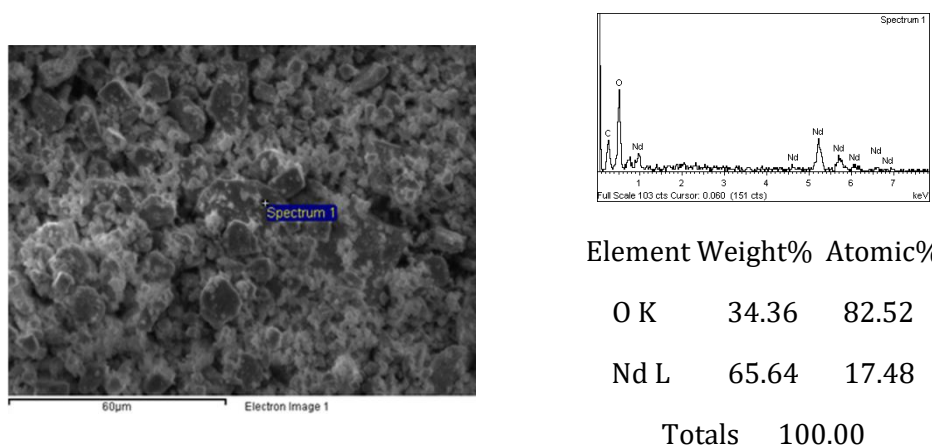 Spectrum 1
60µm
Electron Image 1
Spectrum 1
O
C
Nd
Nd
Nd
Nd
Nd
Nd
Nd
1 2 3 4 5 6 7
Full Scale 103 cts Cursor: 0.060 (151 cts) keV
Element Weight% Atomic%
O K 34.36 82.52
Nd L 65.64 17.48
Totals 100.00